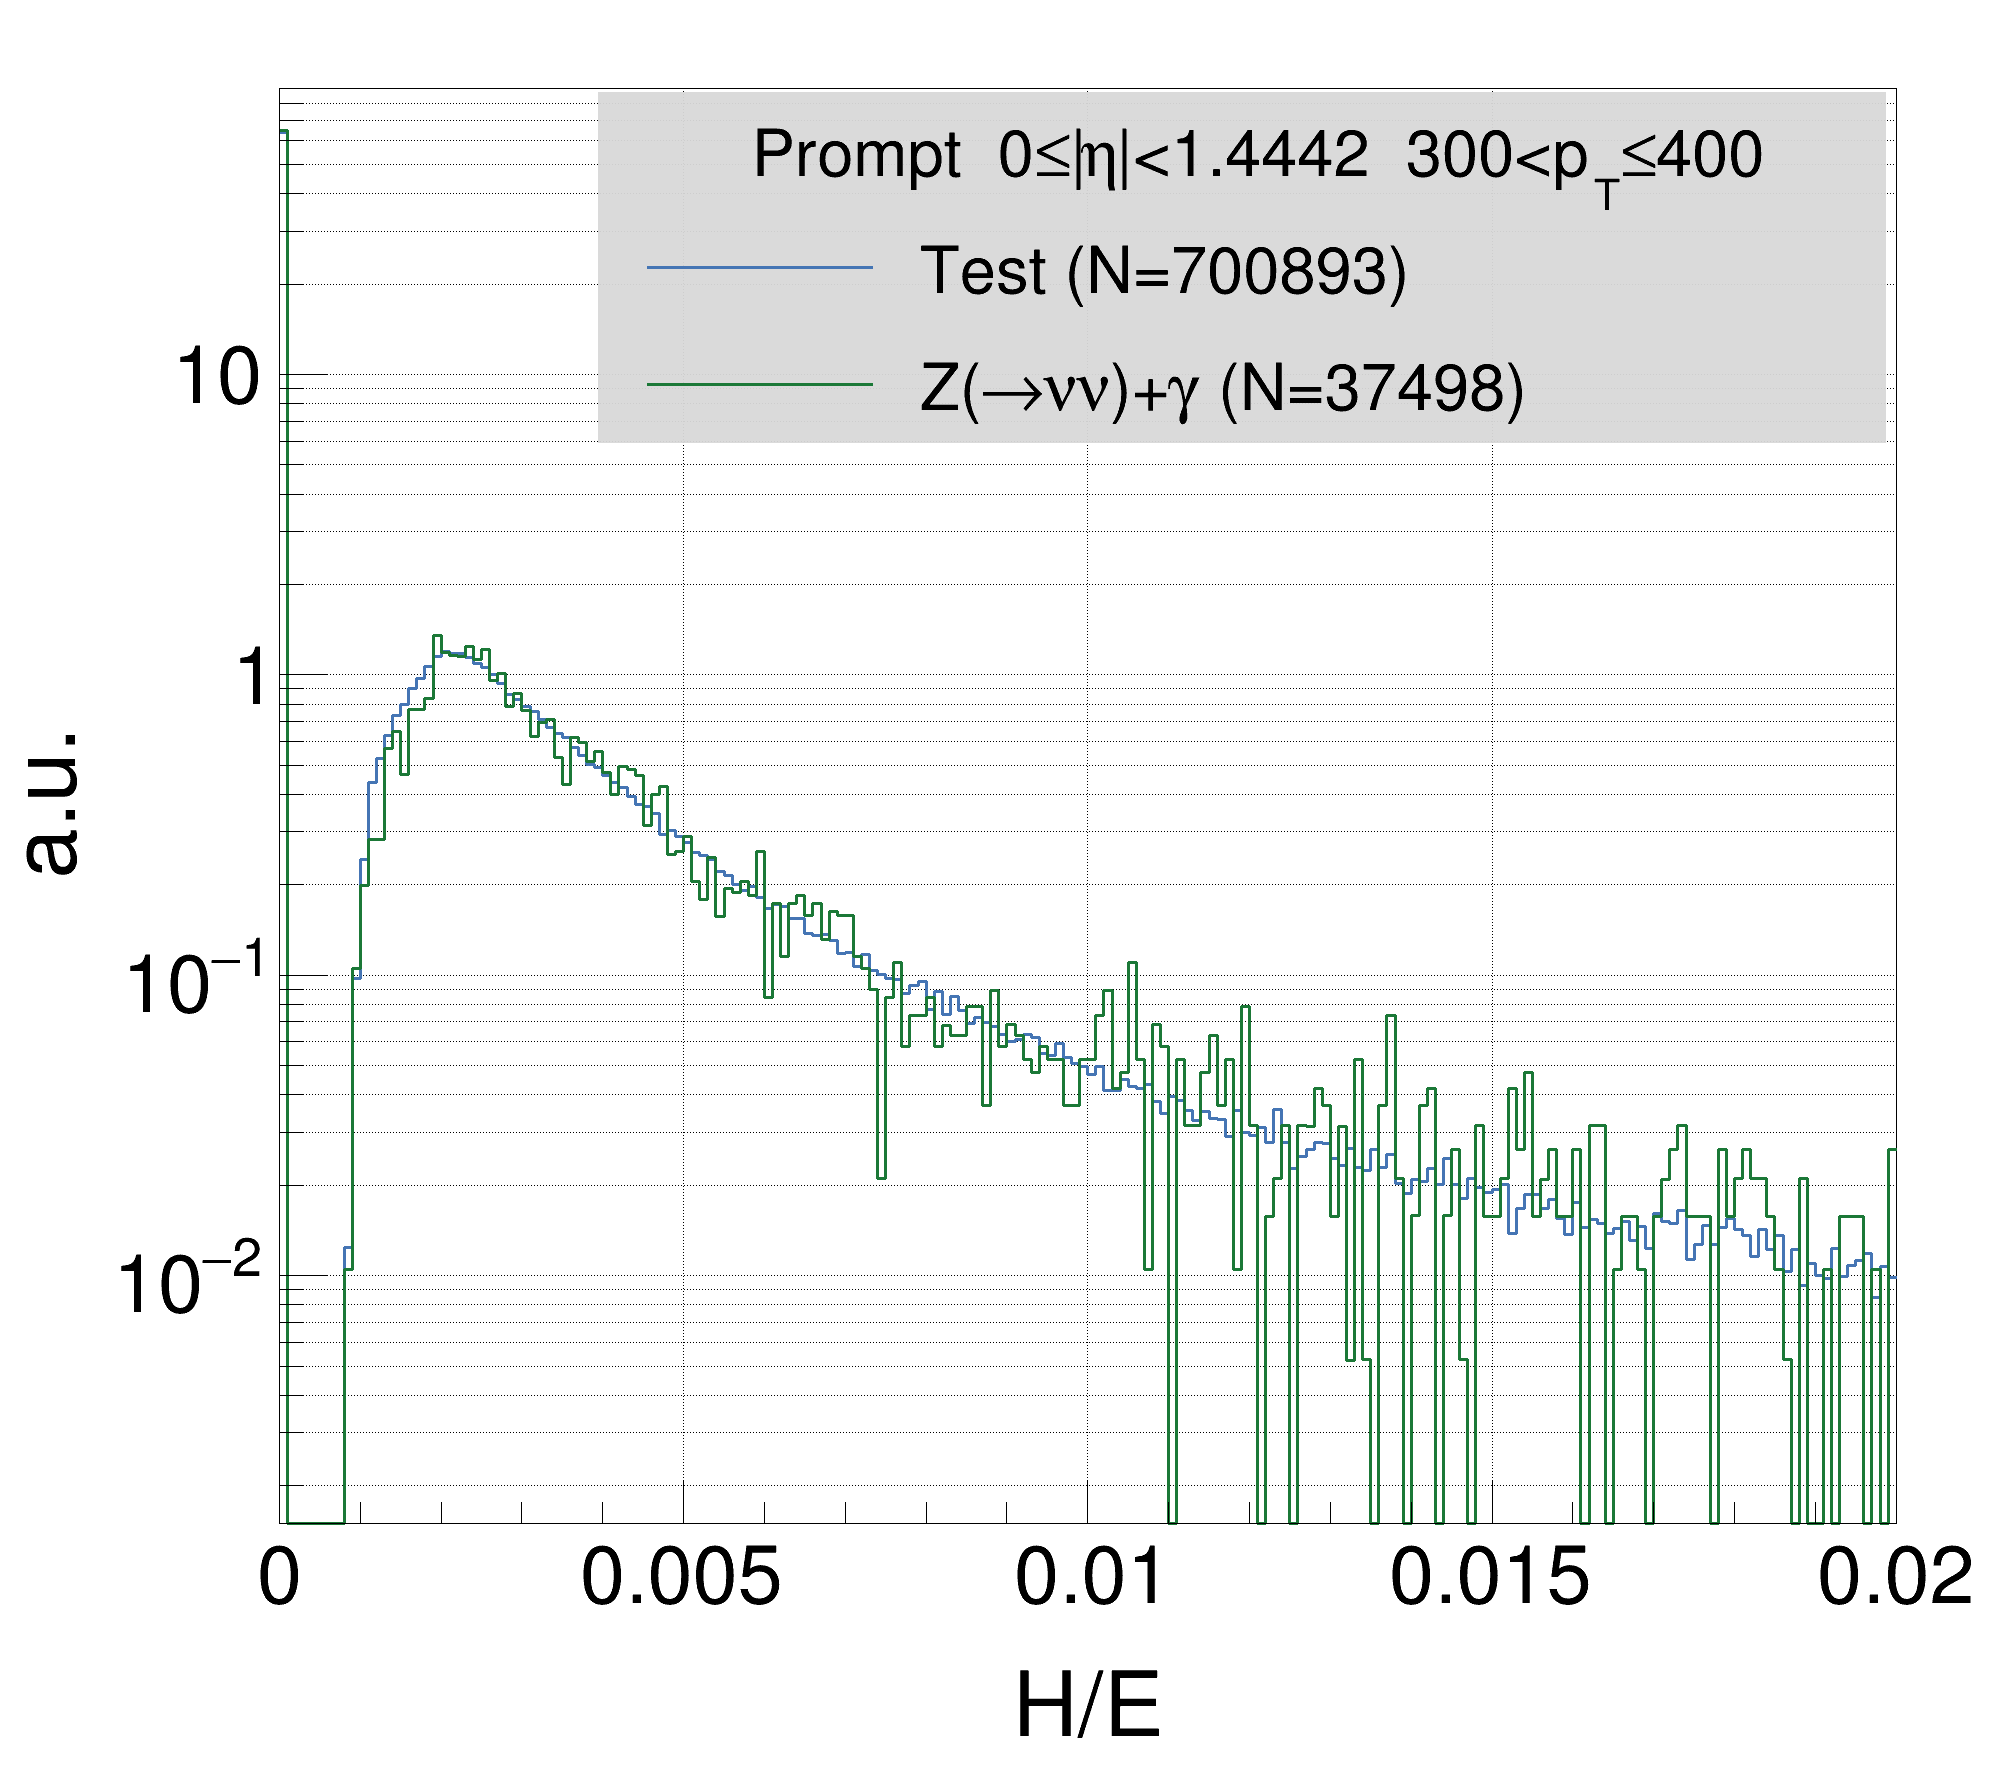 Prompt 0≤|η|<1.4442 300<p_T≤400
Test (N=700893)
Z(→νν)+γ (N=37498)
10
1
10⁻¹
10⁻²
a.u.
0 0.005 0.01 0.015 0.02
H/E